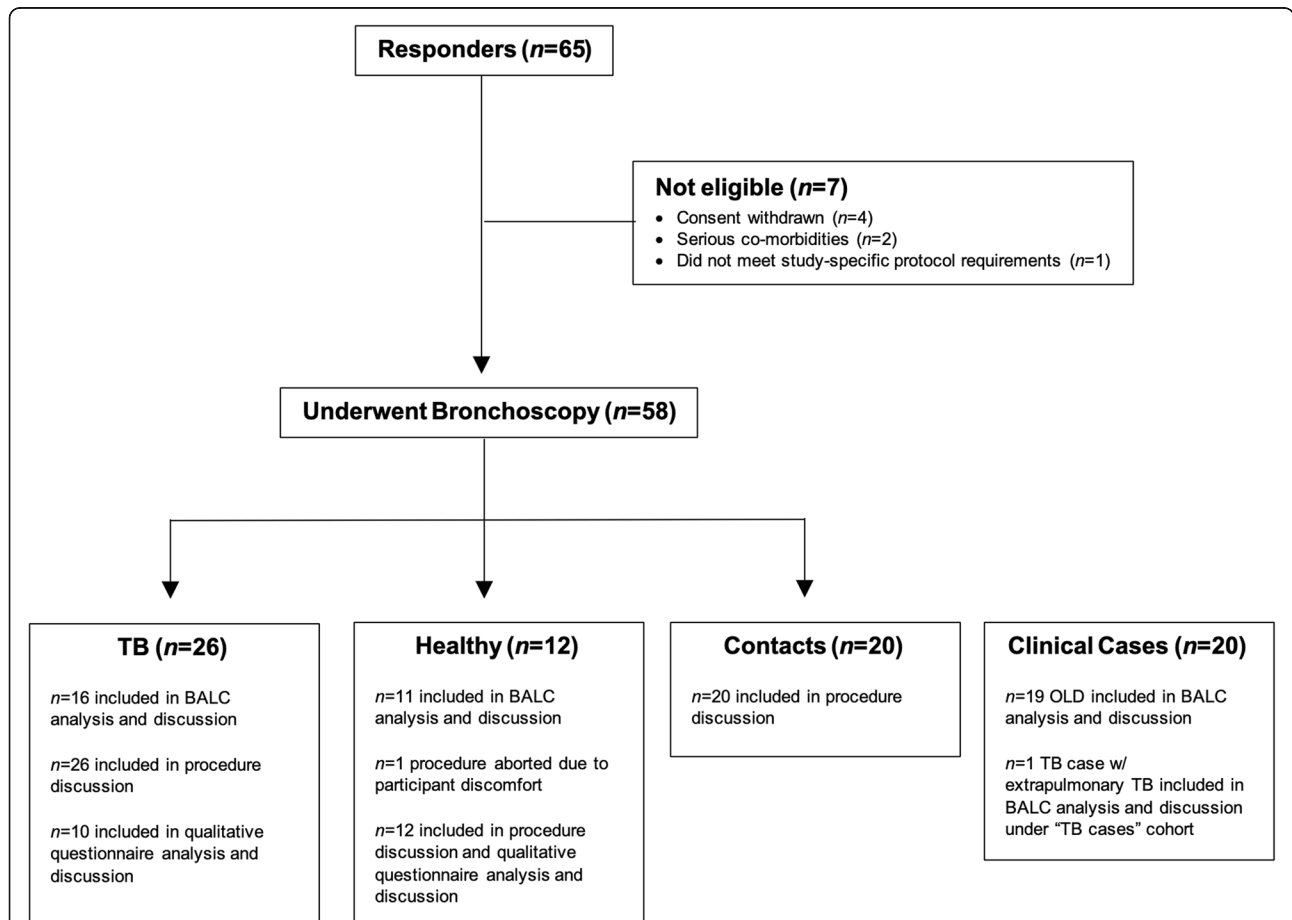 Responders (n=65)
Not eligible (n=7)
• Consent withdrawn (n=4)
• Serious co-morbidities (n=2)
• Did not meet study-specific protocol requirements (n=1)
Underwent Bronchoscopy (n=58)
TB (n=26)
n=16 included in BALC
analysis and discussion
n=26 included in procedure
discussion
n=10 included in qualitative
questionnaire analysis and
discussion
Healthy (n=12)
n=11 included in BALC
analysis and discussion
n=1 procedure aborted due to
participant discomfort
n=12 included in procedure
discussion and qualitative
questionnaire analysis and
discussion
Contacts (n=20)
n=20 included in procedure
discussion
Clinical Cases (n=20)
n=19 OLD included in BALC
analysis and discussion
n=1 TB case w/
extrapulmonary TB included in
BALC analysis and discussion
under “TB cases” cohort